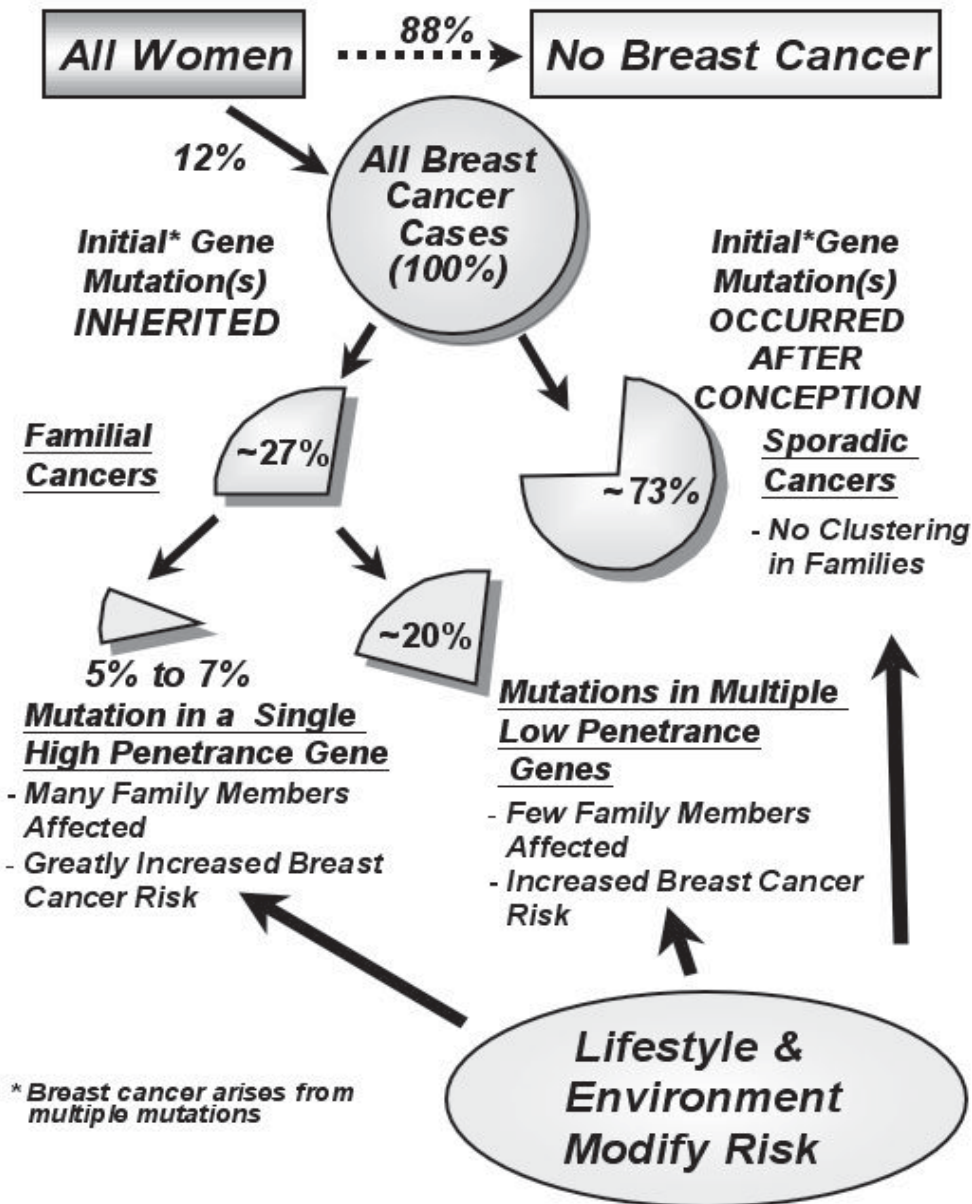 All Women
88%
No Breast Cancer
12%
All Breast
Cancer
Cases
(100%)
Initial* Gene
Mutation(s)
INHERITED
Initial*Gene
Mutation(s)
OCCURRED
AFTER
CONCEPTION
Familial
Cancers
~27%
~73%
Sporadic
Cancers
- No Clustering
in Families
5% to 7%
Mutation in a Single
High Penetrance Gene
- Many Family Members
Affected
- Greatly Increased Breast
Cancer Risk
~20%
Mutations in Multiple
Low Penetrance
Genes
- Few Family Members
Affected
- Increased Breast Cancer
Risk
Lifestyle &
Environment
Modify Risk
* Breast cancer arises from
multiple mutations